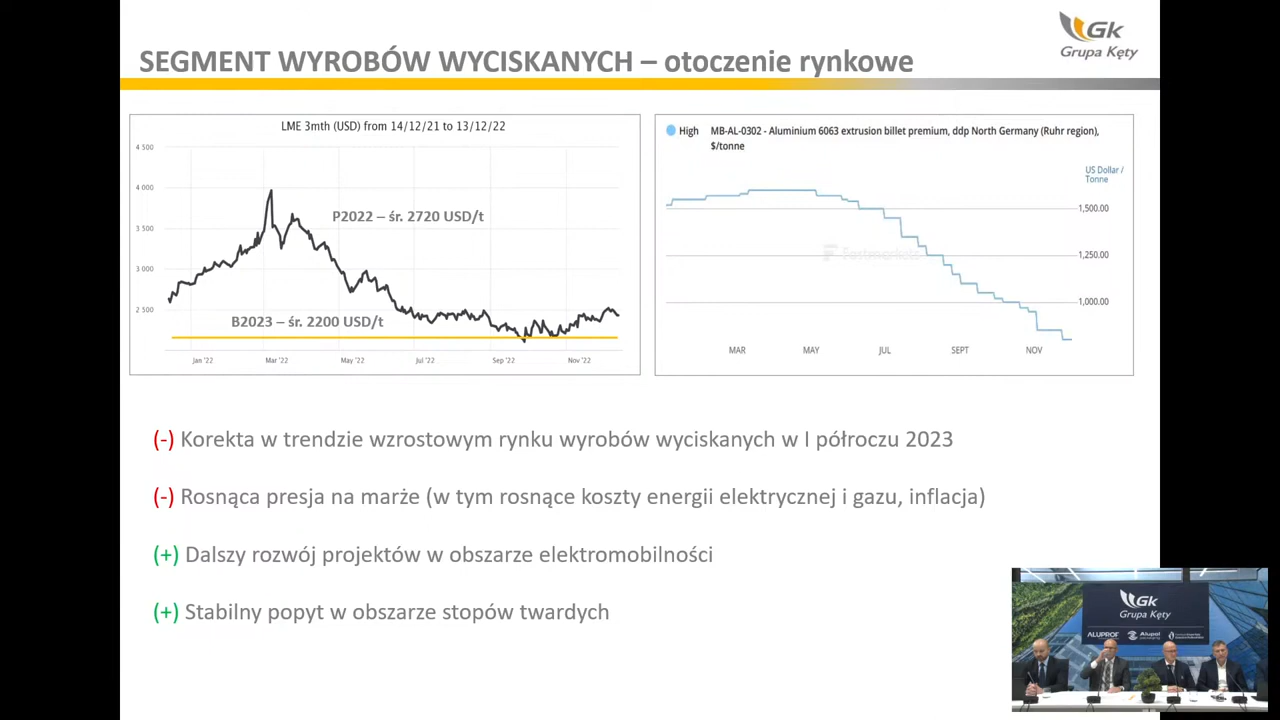 SEGMENT WYROBÓW WYCISKANYCH – otoczenie rynkowe
Gk
Grupa Kęty
LME 3mth (USD) from 14/12/21 to 13/12/22
4 500
4 000
3 500
3 000
2 500
P2022 – śr. 2720 USD/t
B2023 – śr. 2200 USD/t
Jan '22
Mar '22
May '22
Jul '22
Sep '22
Nov '22
High
MB-AL-0302 - Aluminium 6063 extrusion billet premium, ddp North Germany (Ruhr region),
$/tonne
US Dollar /
Tonne
1,500.00
1,250.00
1,000.00
Fastmarkets
MAR
MAY
JUL
SEPT
NOV
(-) Korekta w trendzie wzrostowym rynku wyrobów wyciskanych w I półroczu 2023
(-) Rosnąca presja na marże (w tym rosnące koszty energii elektrycznej i gazu, inflacja)
(+) Dalszy rozwój projektów w obszarze elektromobilności
(+) Stabilny popyt w obszarze stopów twardych
Gk
Grupa Kęty
ALUPROF
Alupol